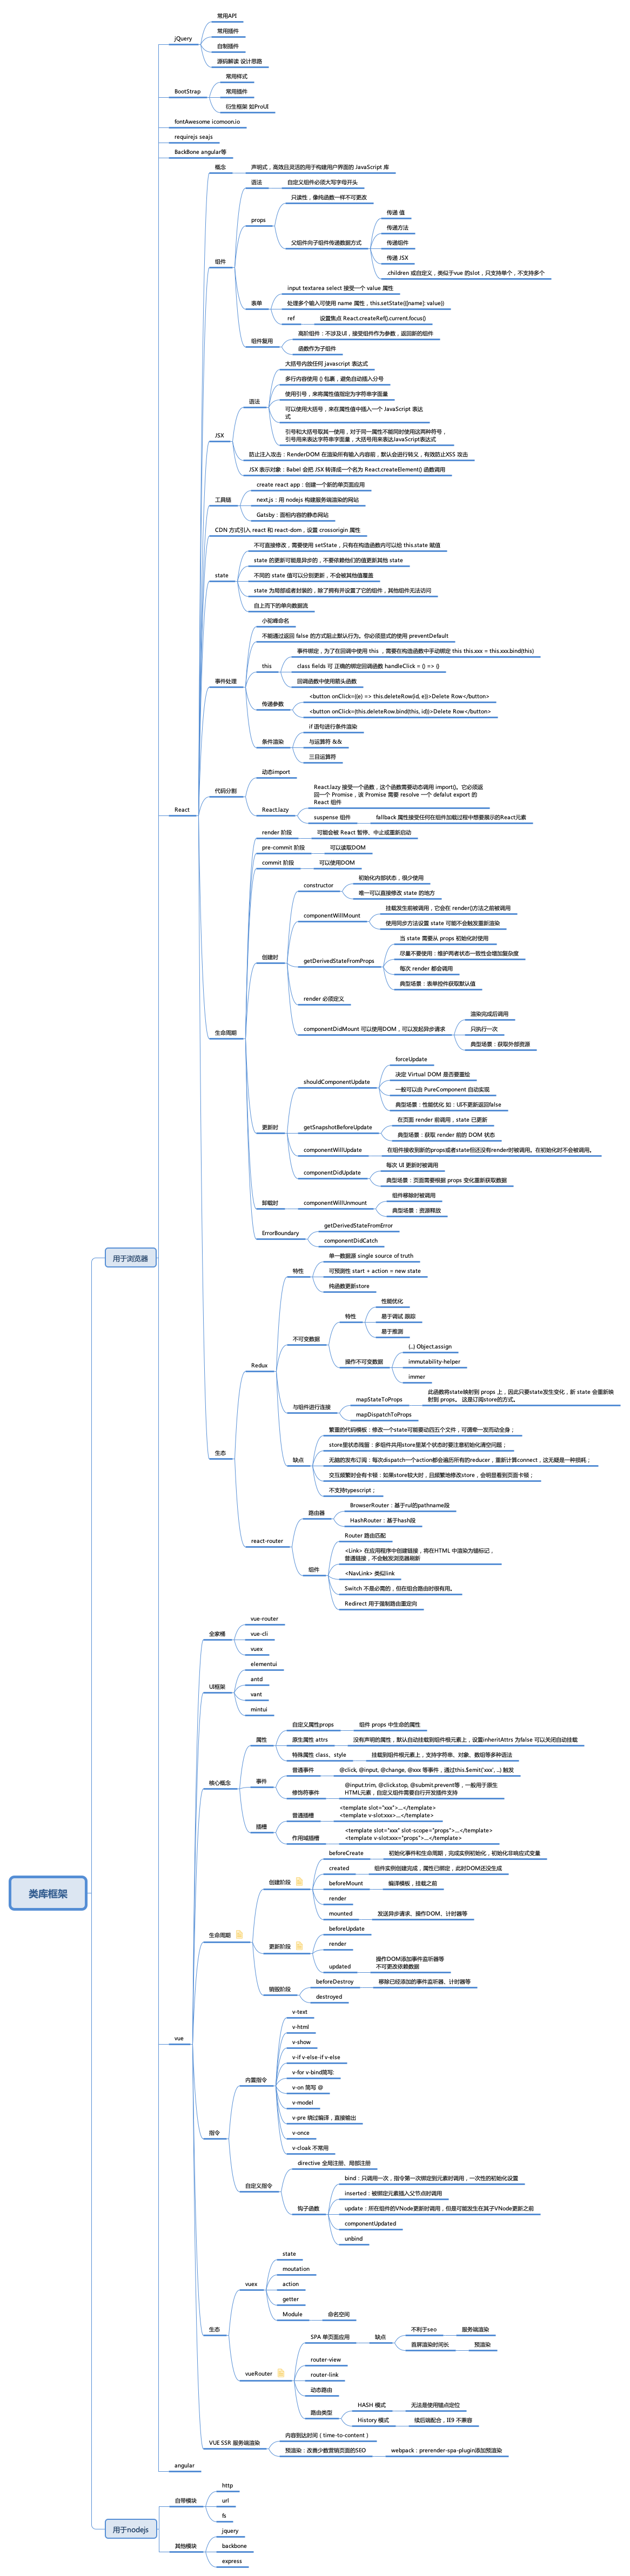 常用API
常用插件
jQuery
自制插件
源码解读 设计思路
常用样式
BootStrap
常用插件
衍生框架 如ProUI
fontAwesome icomoon.io
requirejs seajs
BackBone angular等
概念
声明式，高效且灵活的用于构建用户界面的 JavaScript 库
语法
自定义组件必须大写字母开头
只读性，像纯函数一样不可更改
props
传递 值
传递方法
父组件向子组件传递数据方式
传递组件
传递 JSX
.children 或自定义，类似于vue 的slot，只支持单个，不支持多个
组件
input textarea select 接受一个 value 属性
表单
处理多个输入可使用 name 属性，this.setState({[name]: value})
ref
设置焦点 React.createRef().current.focus()
高阶组件：不涉及UI，接受组件作为参数，返回新的组件
组件复用
函数作为子组件
大括号内放任何 javascript 表达式
多行内容使用 () 包裹，避免自动插入分号
使用引号，来将属性值指定为字符串字面量
语法
可以使用大括号，来在属性值中插入一个 JavaScript 表达
式
引号和大括号取其一使用，对于同一属性不能同时使用这两种符号，
引号用来表达字符串字面量，大括号用来表达JavaScript表达式
JSX
防止注入攻击：RenderDOM 在渲染所有输入内容前，默认会进行转义，有效防止XSS 攻击
JSX 表示对象：Babel 会把 JSX 转译成一个名为 React.createElement() 函数调用
create react app：创建一个新的单页面应用
工具链
next.js：用 nodejs 构建服务端渲染的网站
Gatsby：面相内容的静态网站
CDN 方式引入 react 和 react-dom，设置 crossorigin 属性
不可直接修改，需要使用 setState，只有在构造函数内可以给 this.state 赋值
state 的更新可能是异步的，不要依赖他们的值更新其他 state
state
不同的 state 值可以分别更新，不会被其他值覆盖
state 为局部或者封装的，除了拥有并设置了它的组件，其他组件无法访问
自上而下的单向数据流
小驼峰命名
不能通过返回 false 的方式阻止默认行为。你必须显式的使用 preventDefault
事件绑定，为了在回调中使用 this ，需要在构造函数中手动绑定 this this.xxx = this.xxx.bind(this)
this
class fields 可 正确的绑定回调函数 handleClick = () => {}
回调函数中使用箭头函数
事件处理
<button onClick={(e) => this.deleteRow(id, e)}>Delete Row</button>
传递参数
<button onClick={this.deleteRow.bind(this, id)}>Delete Row</button>
if 语句进行条件渲染
条件渲染
与运算符 &&
三目运算符
动态import
代码分割
React.lazy 接受一个函数，这个函数需要动态调用 import()。它必须返
回一个 Promise，该 Promise 需要 resolve 一个 defalut export 的
React 组件
React.lazy
suspense 组件
fallback 属性接受任何在组件加载过程中想要展示的React元素
React
render 阶段
可能会被 React 暂停、中止或重新启动
pre-commit 阶段
可以读取DOM
commit 阶段
可以使用DOM
初始化内部状态，很少使用
constructor
唯一可以直接修改 state 的地方
挂载发生前被调用，它会在 render()方法之前被调用
componentWillMount
使用同步方法设置 state 可能不会触发重新渲染
当 state 需要从 props 初始化时使用
创建时
尽量不要使用：维护两者状态一致性会增加复杂度
getDerivedStateFromProps
每次 render 都会调用
典型场景：表单控件获取默认值
render 必须定义
渲染完成后调用
componentDidMount 可以使用DOM，可以发起异步请求
只执行一次
典型场景：获取外部资源
生命周期
forceUpdate
决定 Virtual DOM 是否要重绘
shouldComponentUpdate
一般可以由 PureComponent 自动实现
典型场景：性能优化 如：UI不更新返回false
在页面 render 前调用，state 已更新
更新时
getSnapshotBeforeUpdate
典型场景：获取 render 前的 DOM 状态
componentWillUpdate
在组件接收到新的props或者state但还没有render时被调用。在初始化时不会被调用。
每次 UI 更新时被调用
componentDidUpdate
典型场景：页面需要根据 props 变化重新获取数据
组件移除时被调用
卸载时
componentWillUnmount
典型场景：资源释放
getDerivedStateFromError
ErrorBoundary
componentDidCatch
用于浏览器
单一数据源 single source of truth
特性
可预测性 start + action = new state
纯函数更新store
性能优化
特性
易于调试 跟踪
易于推测
不可变数据
{...} Object.assign
操作不可变数据
immutability-helper
immer
Redux
此函数将state映射到 props 上，因此只要state发生变化，新 state 会重新映
射到 props。 这是订阅store的方式。
mapStateToProps
与组件进行连接
mapDispatchToProps
繁重的代码模板：修改一个state可能要动四五个文件，可谓牵一发而动全身；
store里状态残留：多组件共用store里某个状态时要注意初始化清空问题；
缺点
无脑的发布订阅：每次dispatch一个action都会遍历所有的reducer，重新计算connect，这无疑是一种损耗；
交互频繁时会有卡顿：如果store较大时，且频繁地修改store，会明显看到页面卡顿；
不支持typescript；
生态
BrowserRouter：基于rul的pathname段
路由器
HashRouter：基于hash段
react-router
Router 路由匹配
<Link> 在应用程序中创建链接，将在HTML 中渲染为锚标记，
普通链接，不会触发浏览器刷新
组件
<NavLink> 类似link
Switch 不是必需的，但在组合路由时很有用。
Redirect 用于强制路由重定向
vue-router
全家桶
vue-cli
vuex
elementui
UI框架
antd
vant
mintui
自定义属性props
组件 props 中生命的属性
属性
原生属性 attrs
没有声明的属性，默认自动挂载到组件根元素上，设置inheritAttrs 为false 可以关闭自动挂载
特殊属性 class、style
挂载到组件根元素上，支持字符串、对象、数组等多种语法
普通事件
@click, @input, @change, @xxx 等事件，通过this.$emit('xxx', ...) 触发
核心概念
事件
修饰符事件
@input.trim, @click.stop, @submit.prevent等，一般用于原生
HTML元素，自定义组件需要自行开发插件支持
普通插槽
<template slot="xxx">...</template>
<template v-slot:xxx>...</template>
插槽
作用域插槽
<template slot="xxx" slot-scope="props">...</template>
<template v-slot:xxx="props">...</template>
beforeCreate
初始化事件和生命周期，完成实例初始化，初始化非响应式变量
created
组件实例创建完成，属性已绑定，此时DOM还没生成
创建阶段
beforeMount
编译模板，挂载之前
render
mounted
发送异步请求、操作DOM、计时器等
类库框架
生命周期
beforeUpdate
更新阶段
render
updated
操作DOM添加事件监听器等
不可更改依赖数据
销毁阶段
beforeDestroy
移除已经添加的事件监听器、计时器等
destroyed
vue
v-text
v-html
v-show
v-if v-else-if v-else
内置指令
v-for v-bind简写:
v-on 简写 @
v-model
v-pre 绕过编译，直接输出
v-once
v-cloak 不常用
指令
directive 全局注册、局部注册
自定义指令
bind：只调用一次，指令第一次绑定到元素时调用，一次性的初始化设置
inserted：被绑定元素插入父节点时调用
钩子函数
update：所在组件的VNode更新时调用，但是可能发生在其子VNode更新之前
componentUpdated
unbind
state
moutation
vuex
action
getter
Module
命名空间
生态
SPA 单页面应用
缺点
不利于seo
服务端渲染
首屏渲染时间长
预渲染
router-view
vueRouter
router-link
动态路由
路由类型
HASH 模式
无法是使用锚点定位
History 模式
续后端配合，IE9 不兼容
VUE SSR 服务端渲染
内容到达时间（time-to-content）
预渲染：改善少数营销页面的SEO
webpack：prerender-spa-plugin添加预渲染
angular
http
自带模块
url
fs
用于nodejs
jquery
其他模块
backbone
express